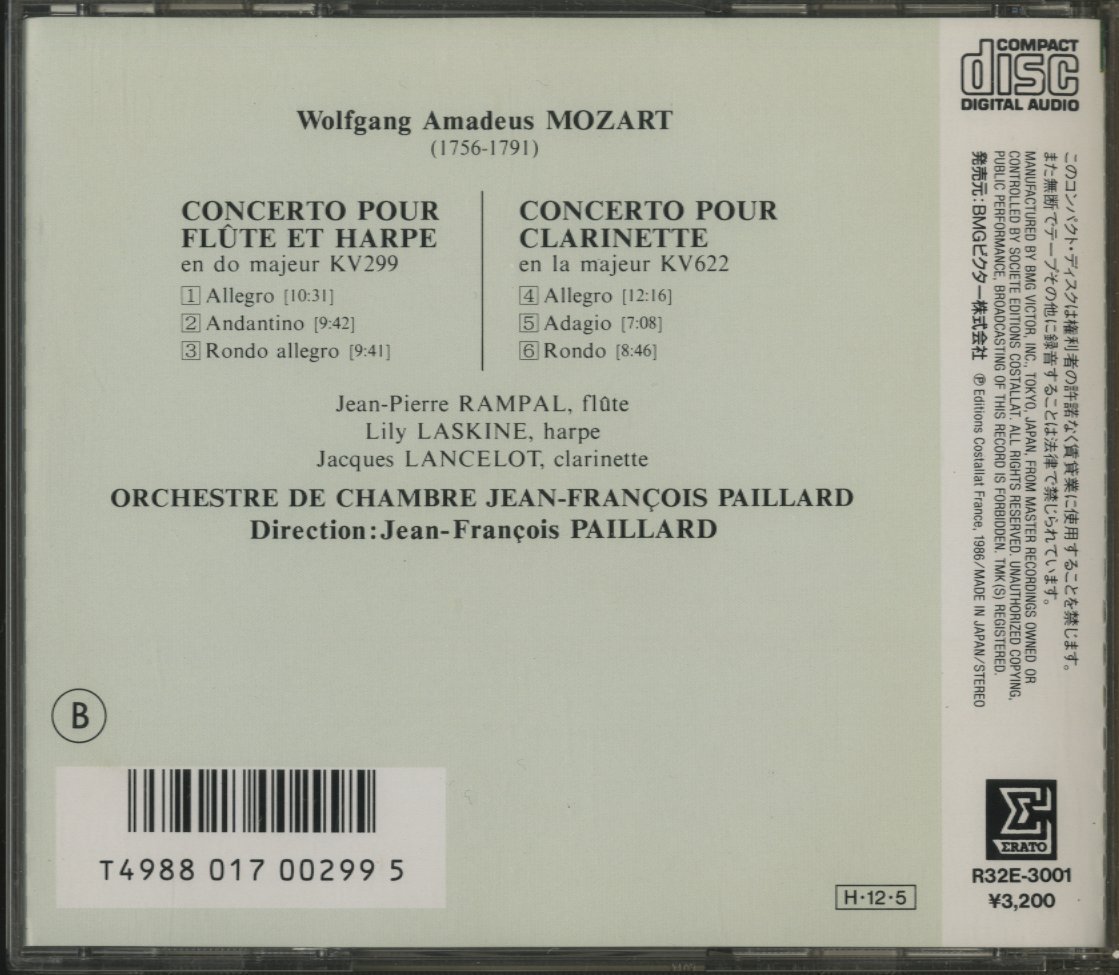 Wolfgang Amadeus MOZART
(1756-1791)
CONCERTO POUR
FLÛTE ET HARPE
en do majeur KV299
1 Allegro [10:31]
2 Andantino [9:42]
3 Rondo allegro [9:41]
CONCERTO POUR
CLARINETTE
en la majeur KV622
4 Allegro [12:16]
5 Adagio [7:08]
6 Rondo [8:46]
Jean-Pierre RAMPAL, flûte
Lily LASKINE, harpe
Jacques LANCELOT, clarinette
ORCHESTRE DE CHAMBRE JEAN-FRANÇOIS PAILLARD
Direction:Jean-François PAILLARD
B
T4988 017 00299 5
H·12·5
COMPACT
disc
DIGITAL AUDIO
このコンパクト・ディスクは権利者の許諾なく賃貸業に使用することを禁じます。
また無断でテープその他に録音することは法律で禁じられています。
MANUFACTURED BY BMG VICTOR, INC., TOKYO, JAPAN, FROM MASTER RECORDINGS OWNED OR
CONTROLLED BY SOCIETE EDITIONS COSTALLAT. ALL RIGHTS RESERVED. UNAUTHORIZED COPYING,
PUBLIC PERFORMANCE, BROADCASTING OF THIS RECORD IS FORBIDDEN. TMK(S) REGISTERED.
発売元:BMGビクター株式会社 ℗Editions Costallat France, 1986/MADE IN JAPAN/STEREO
ERATO
R32E-3001
¥3,200